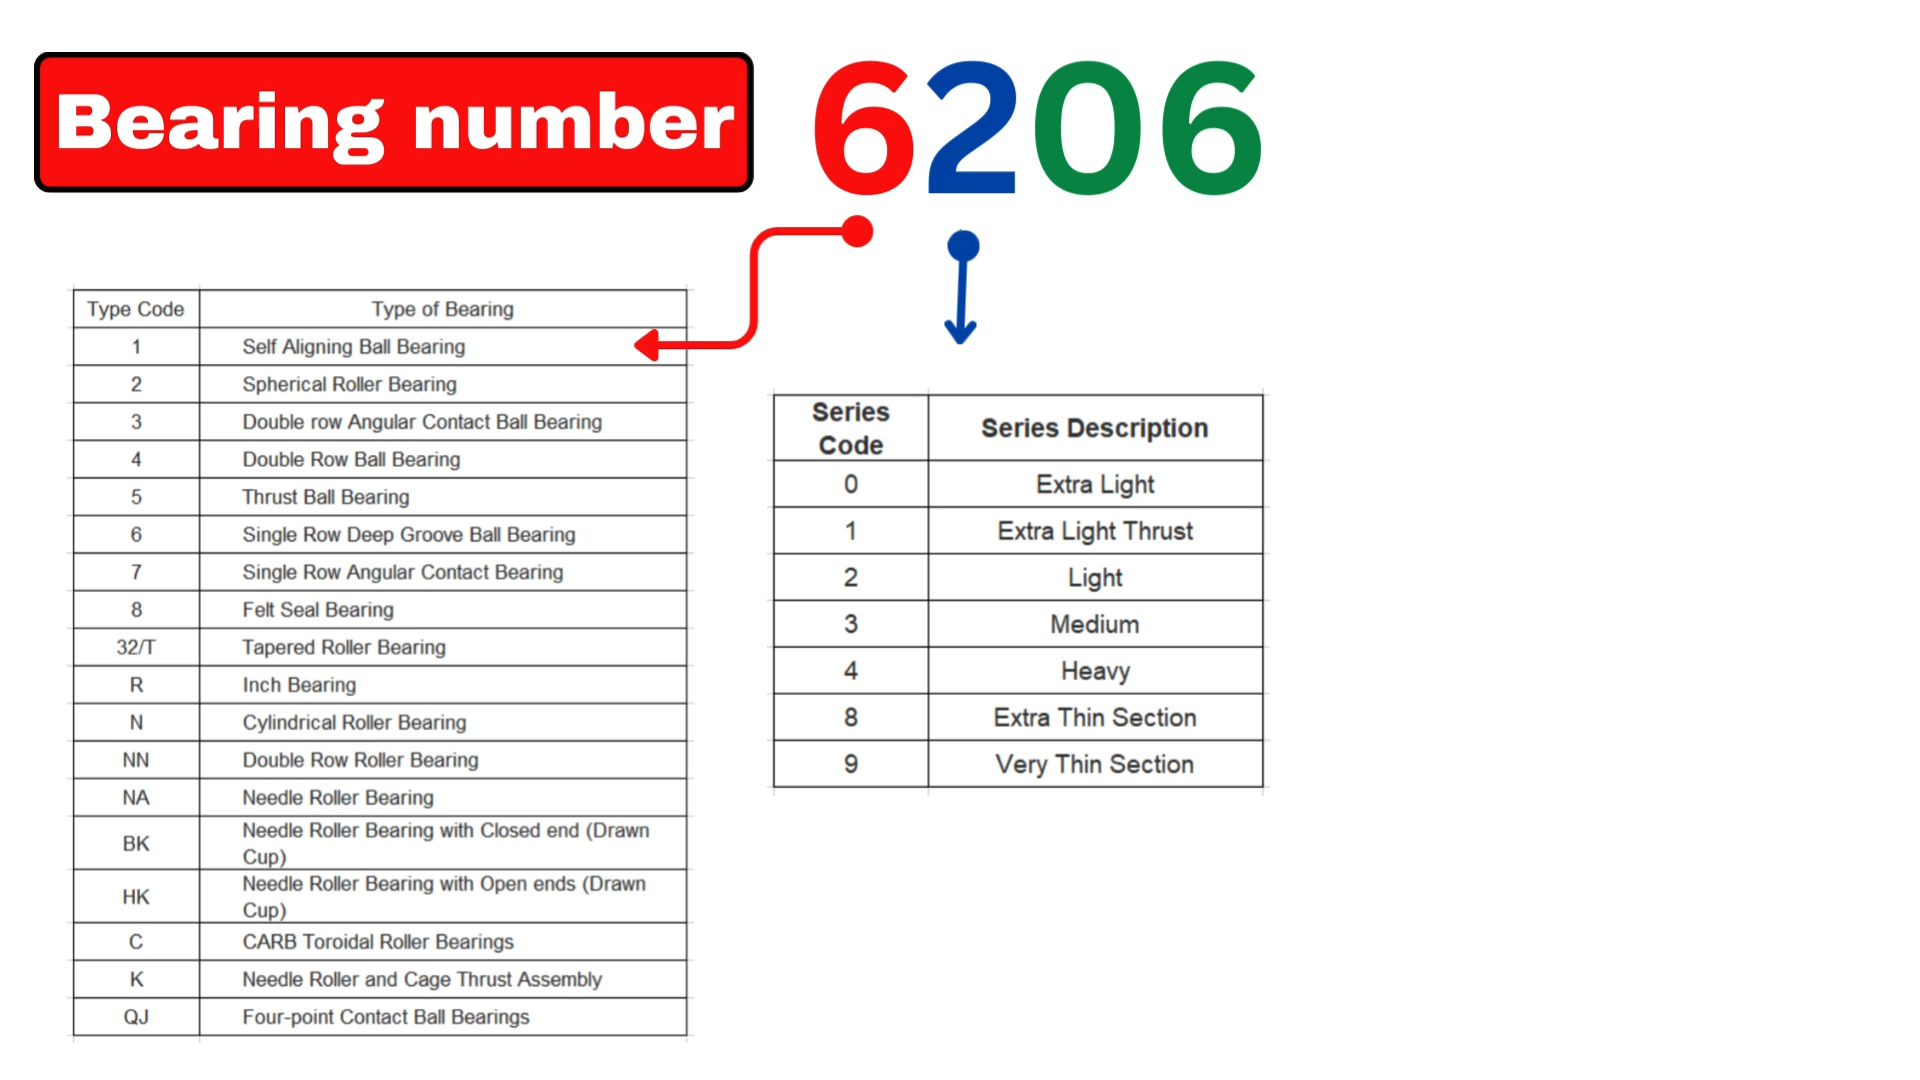 Bearing number 6206
Type Code Type of Bearing
1 Self Aligning Ball Bearing
2 Spherical Roller Bearing
3 Double row Angular Contact Ball Bearing
4 Double Row Ball Bearing
5 Thrust Ball Bearing
6 Single Row Deep Groove Ball Bearing
7 Single Row Angular Contact Bearing
8 Felt Seal Bearing
32/T Tapered Roller Bearing
R Inch Bearing
N Cylindrical Roller Bearing
NN Double Row Roller Bearing
NA Needle Roller Bearing
BK Needle Roller Bearing with Closed end (Drawn
Cup)
HK Needle Roller Bearing with Open ends (Drawn
Cup)
C CARB Toroidal Roller Bearings
K Needle Roller and Cage Thrust Assembly
QJ Four-point Contact Ball Bearings
Series
Code Series Description
0 Extra Light
1 Extra Light Thrust
2 Light
3 Medium
4 Heavy
8 Extra Thin Section
9 Very Thin Section